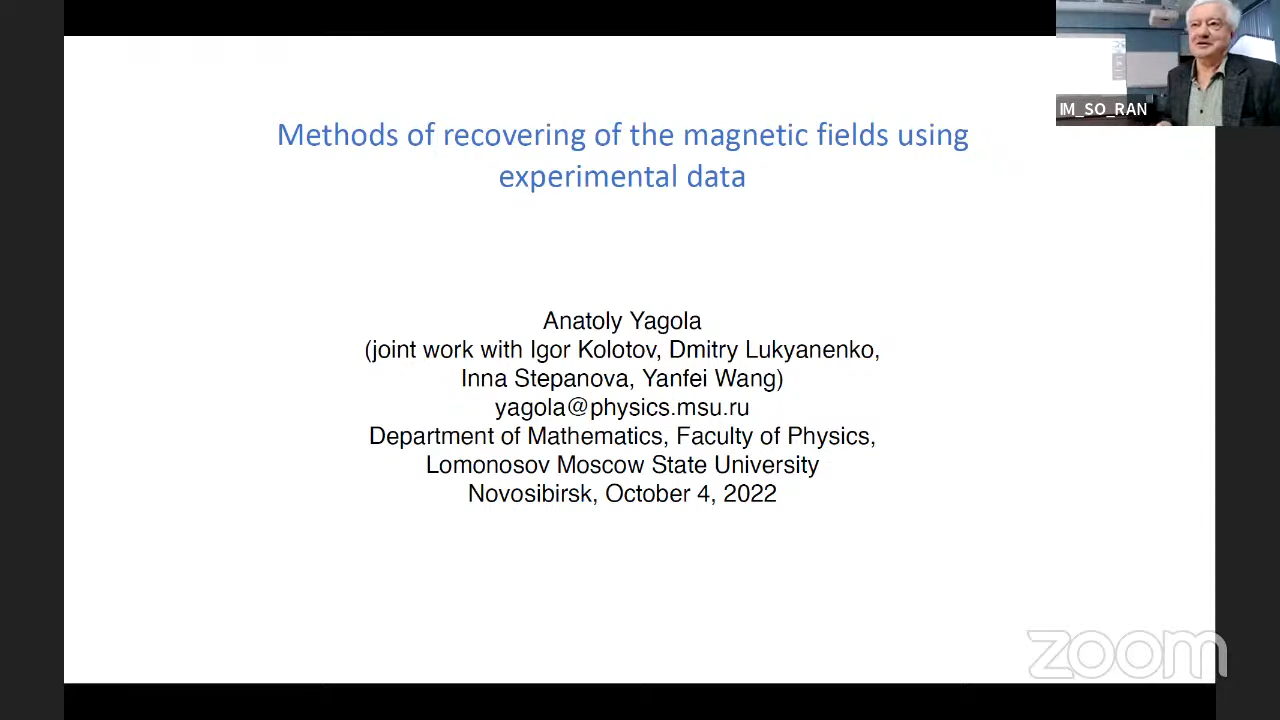 Methods of recovering of the magnetic fields using
experimental data
Anatoly Yagola
(joint work with Igor Kolotov, Dmitry Lukyanenko,
Inna Stepanova, Yanfei Wang)
yagola@physics.msu.ru
Department of Mathematics, Faculty of Physics,
Lomonosov Moscow State University
Novosibirsk, October 4, 2022
IM_SO_RAN
zoom